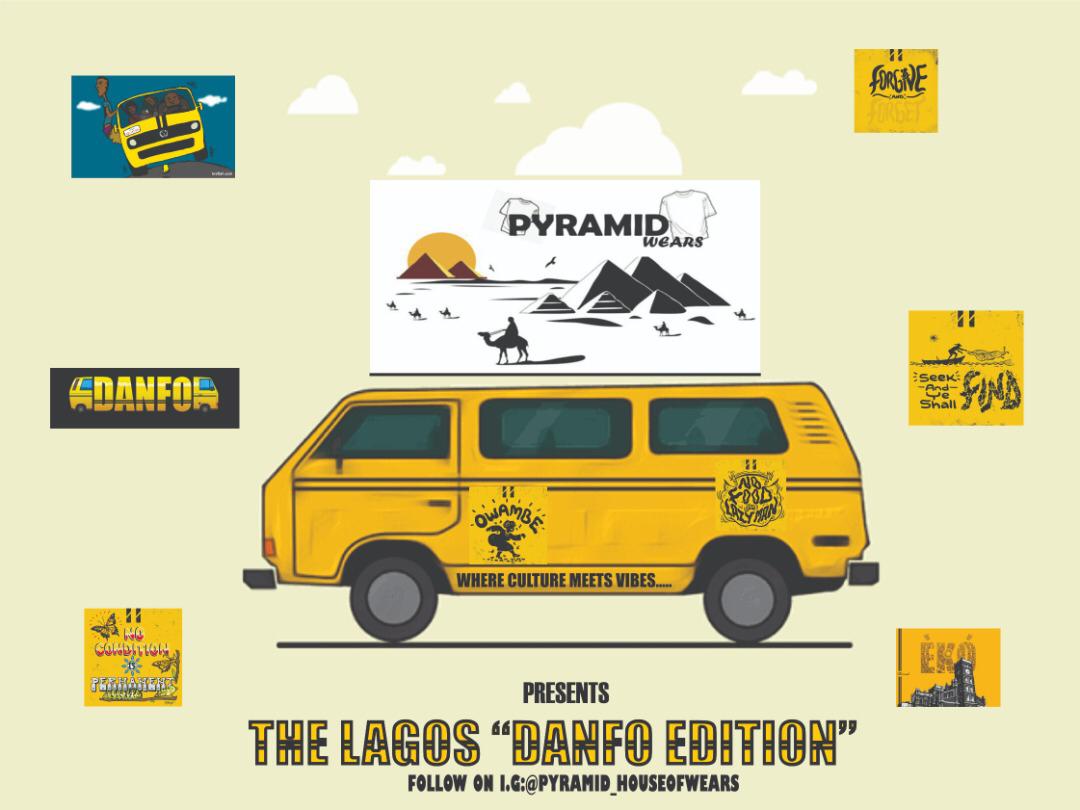 FORGIVE
AND
FORGET
PYRAMID
WEARS
DANFO
Seek
And
Ye
Shall
FIND
OWAMBE
NO
FOOD
LAZY MAN
WHERE CULTURE MEETS VIBES.....
NO
CONDITION
IS
PERMANENT
ÈKÓ
PRESENTS
THE LAGOS “DANFO EDITION”
FOLLOW ON I.G:@PYRAMID_HOUSEOFWEARS